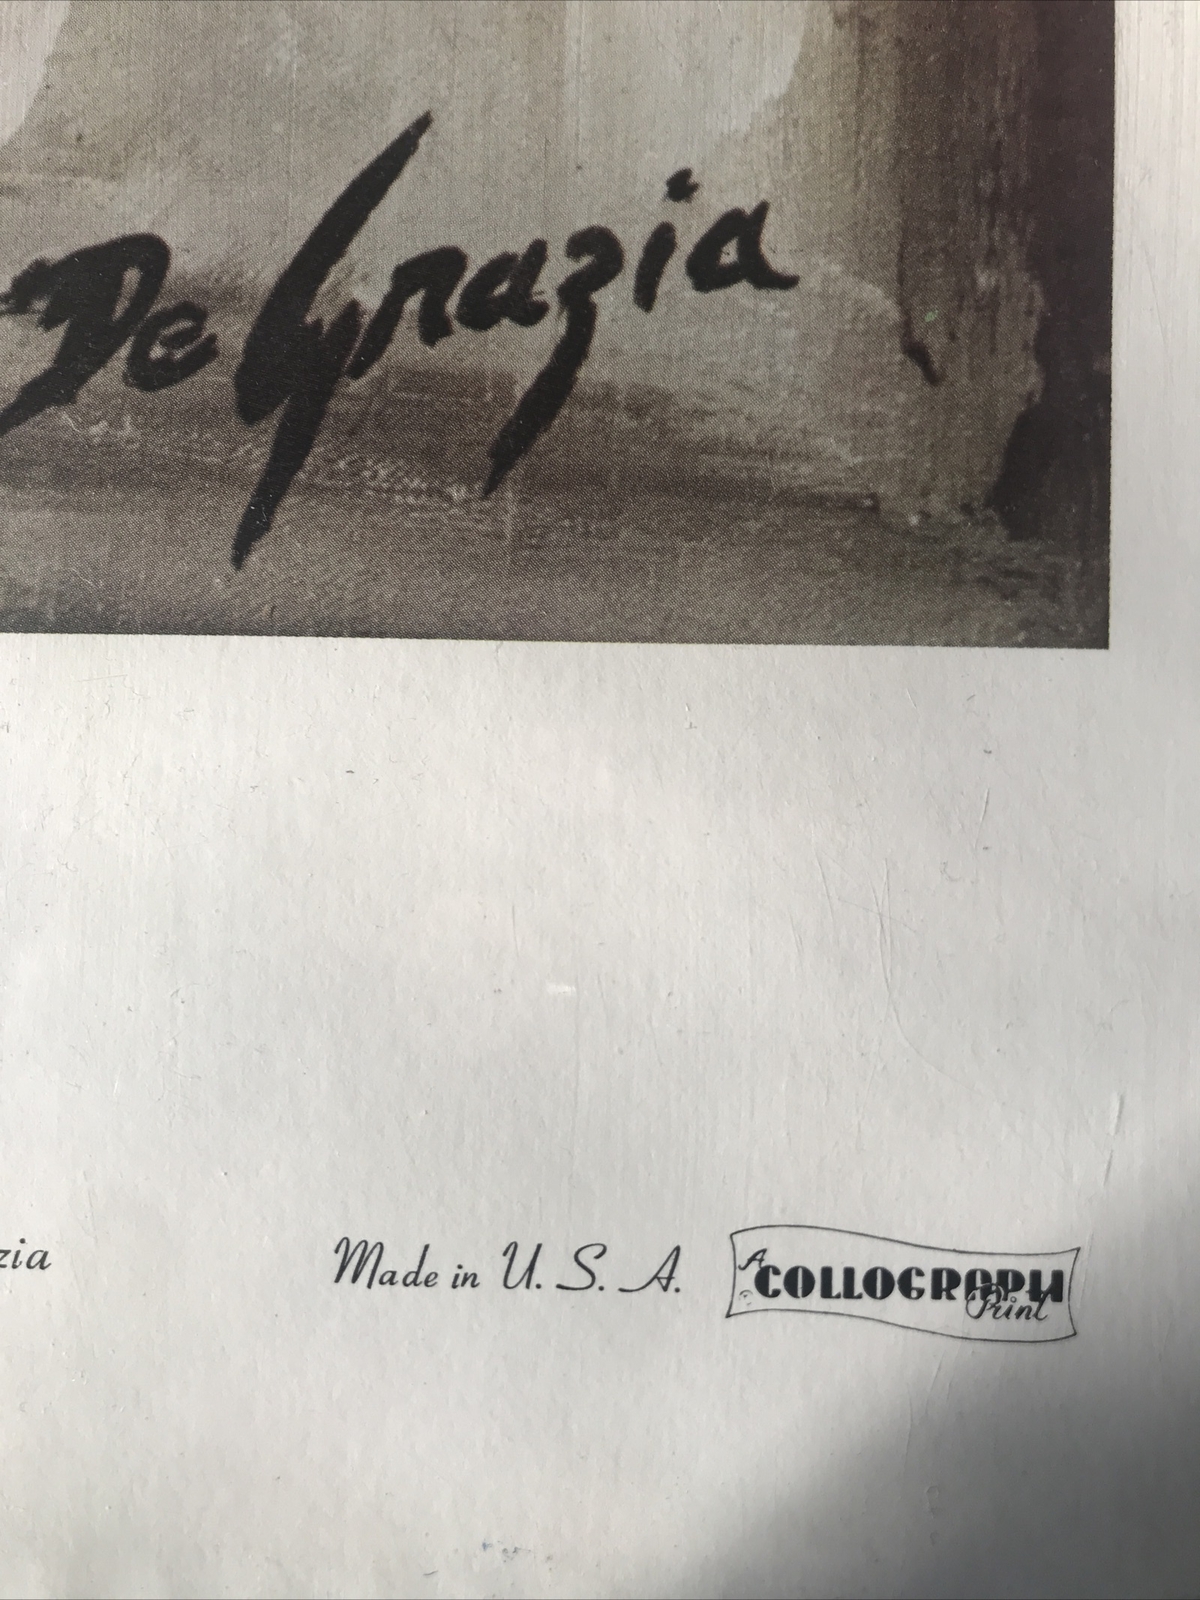 De Grazia
zia
Made in U. S. A.
A
COLLOGRAPH
Print